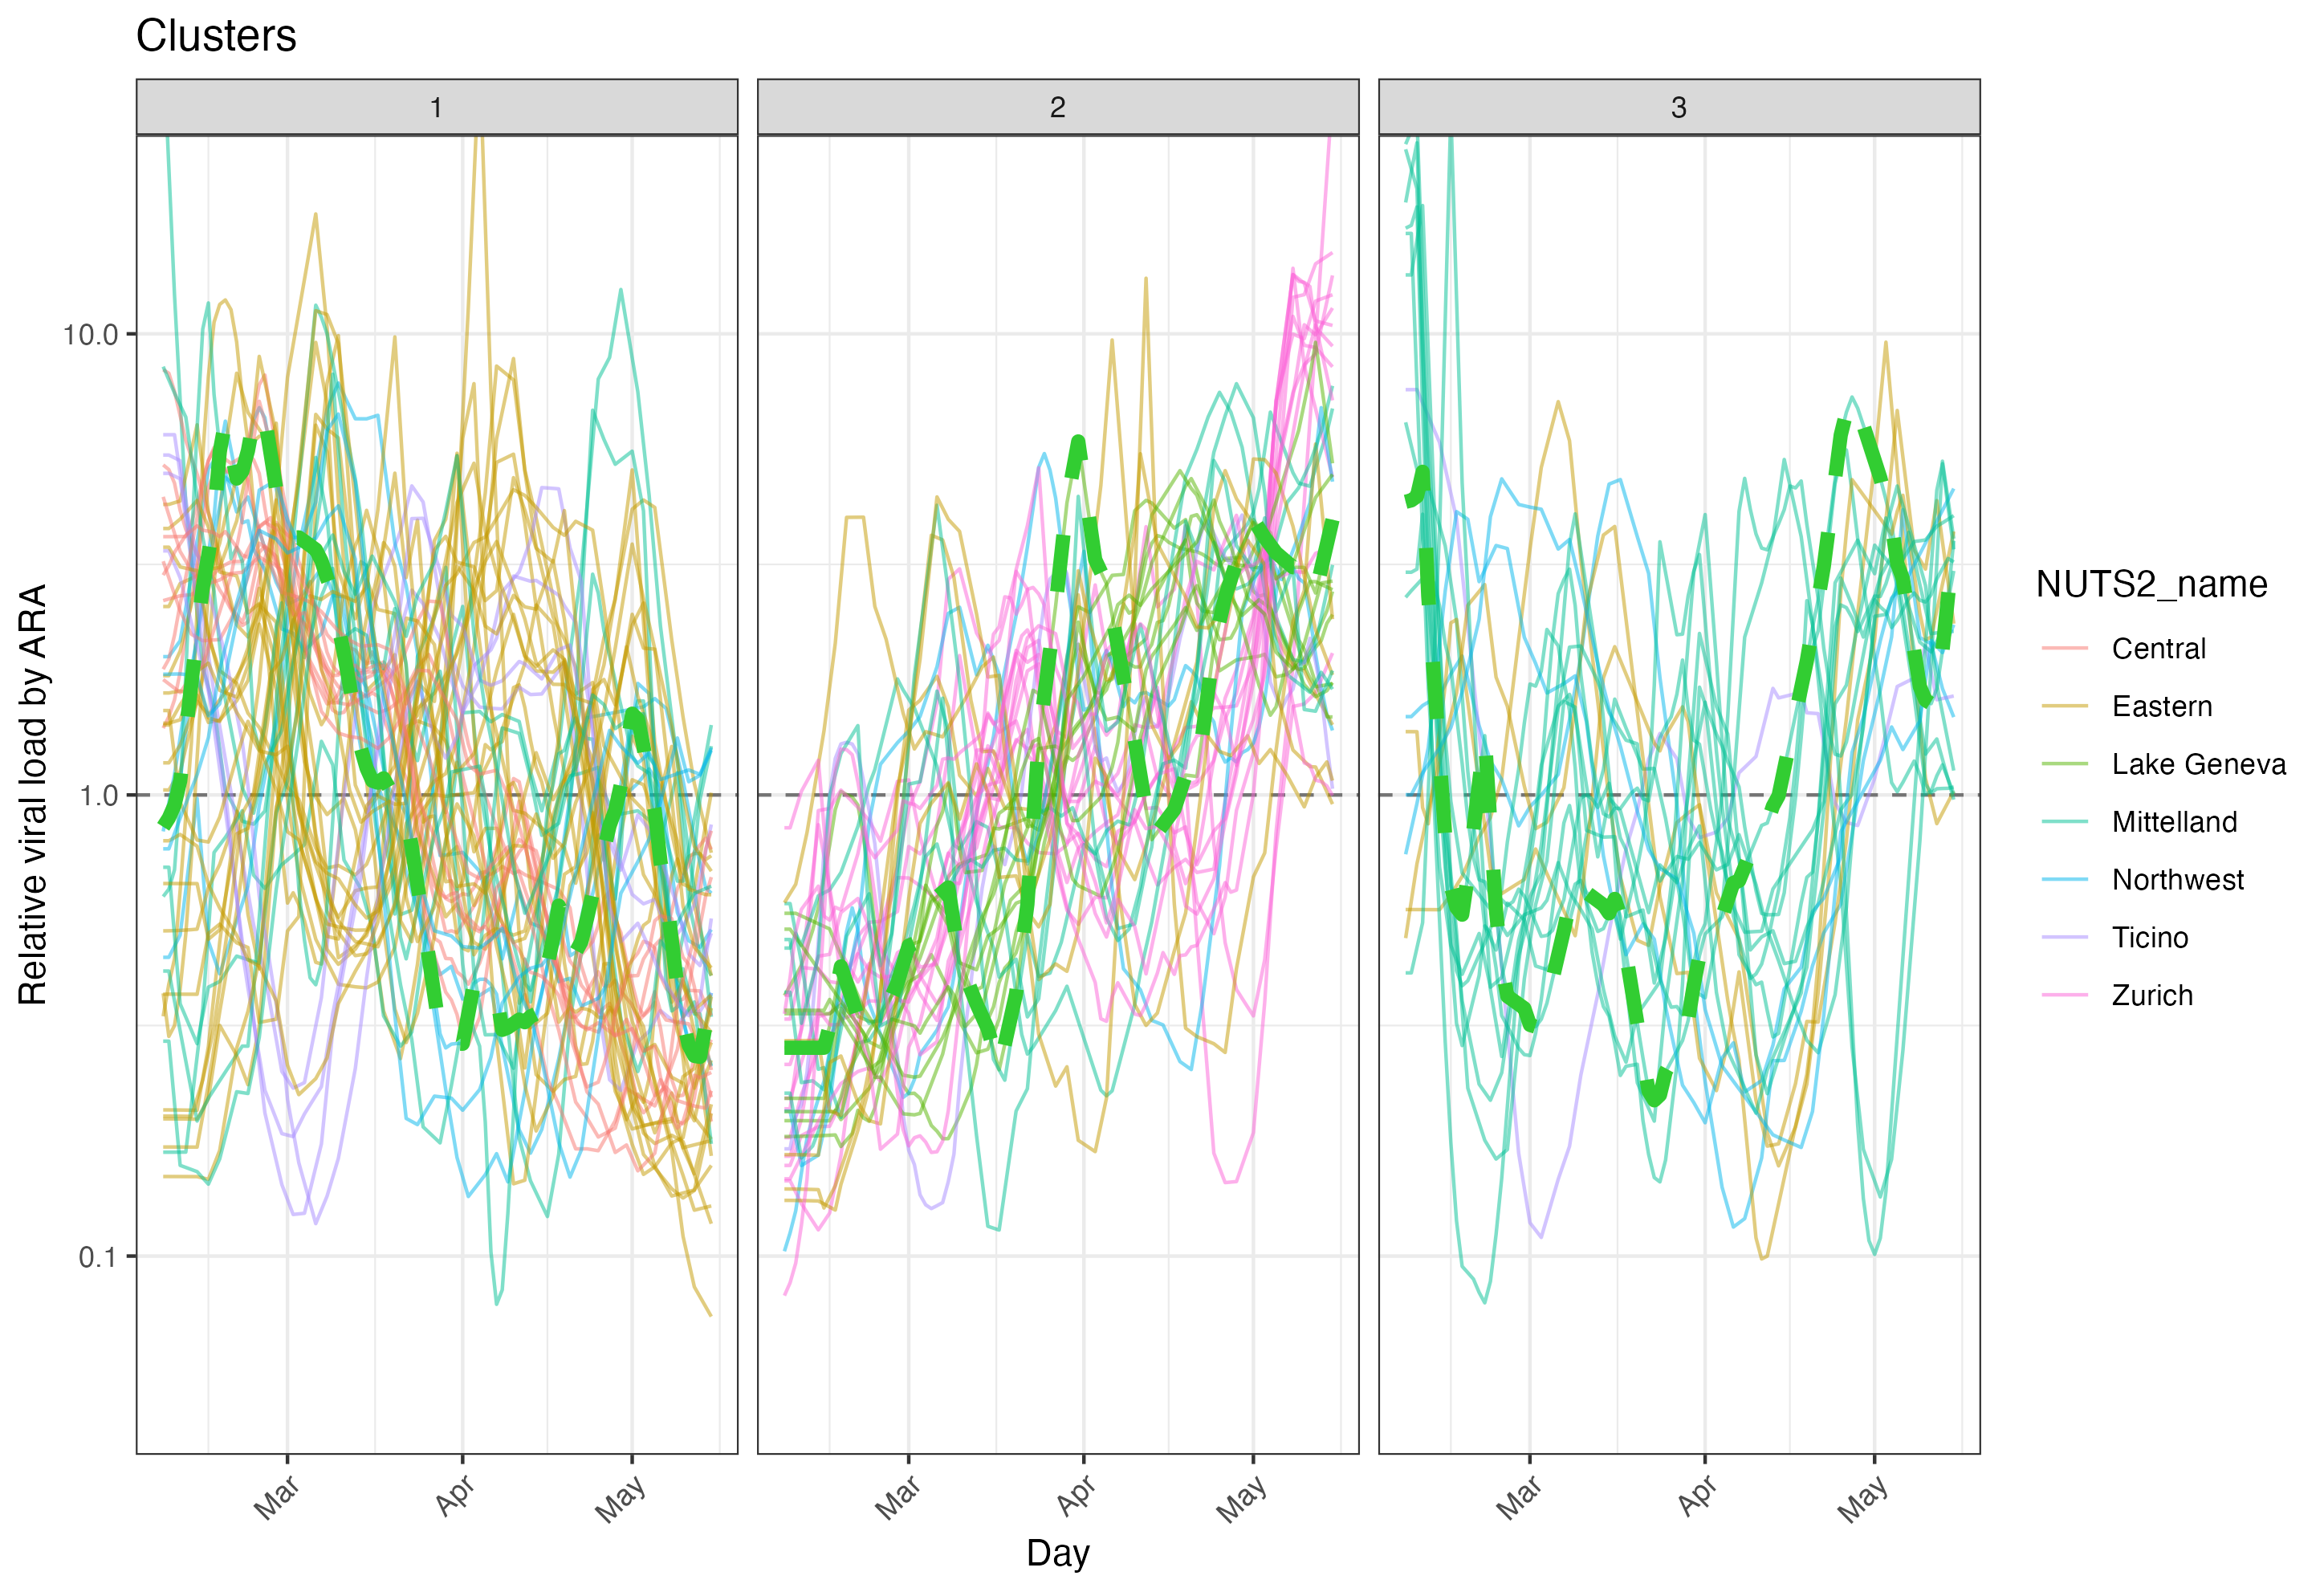 Clusters
1
2
3
Relative viral load by ARA
10.0
1.0
0.1
Mar
Apr
May
Mar
Apr
May
Mar
Apr
May
Day
NUTS2_name
Central
Eastern
Lake Geneva
Mittelland
Northwest
Ticino
Zurich